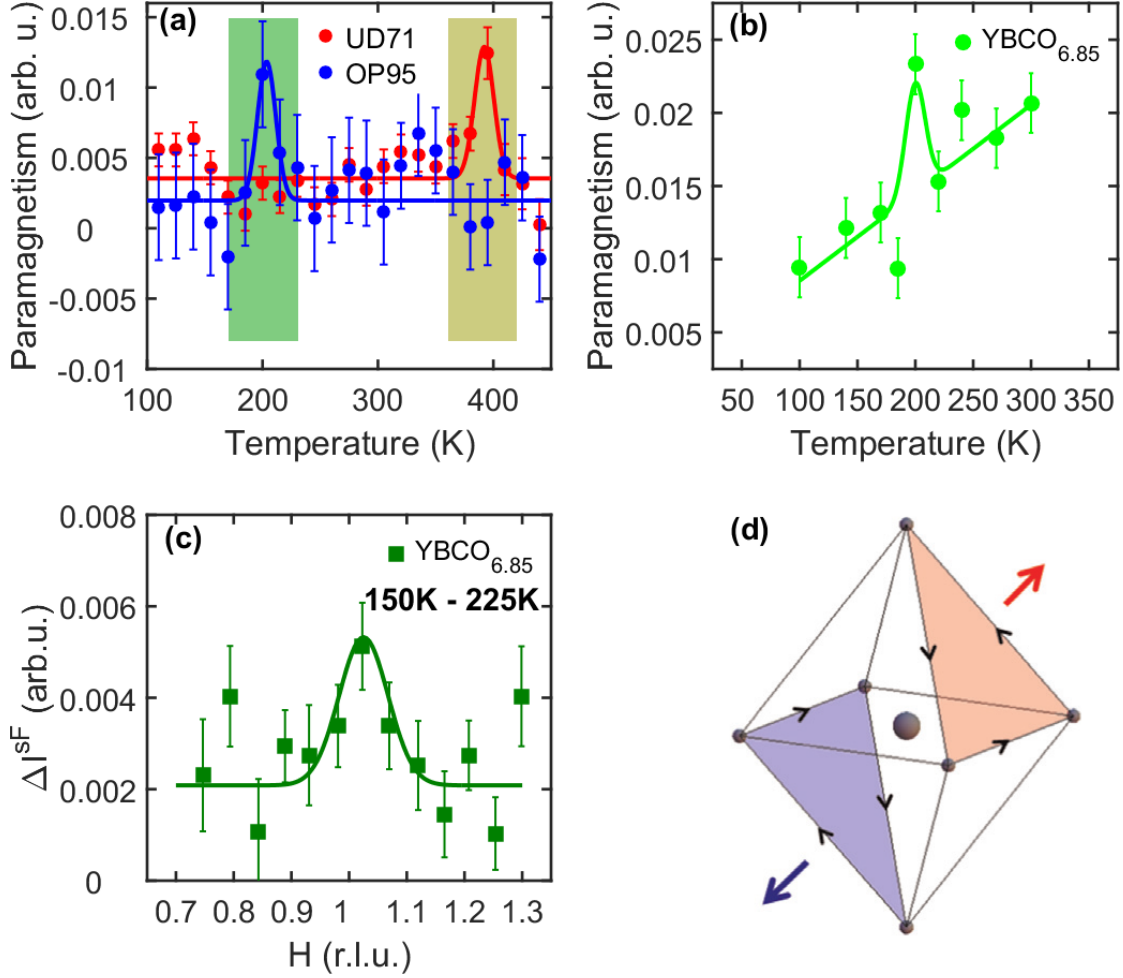 (a)
UD71
OP95
0.015
0.01
0.005
0
-0.005
-0.01
100
200
300
400
Temperature (K)
Paramagnetism (arb. u.)
(b)
YBCO6.85
0.025
0.02
0.015
0.01
0.005
50 100 150 200 250 300 350
Temperature (K)
Paramagnetism (arb. u.)
(c)
YBCO6.85
150K - 225K
0.008
0.006
0.004
0.002
0
0.7 0.8 0.9 1 1.1 1.2 1.3
H (r.l.u.)
ΔI^SF (arb.u.)
(d)